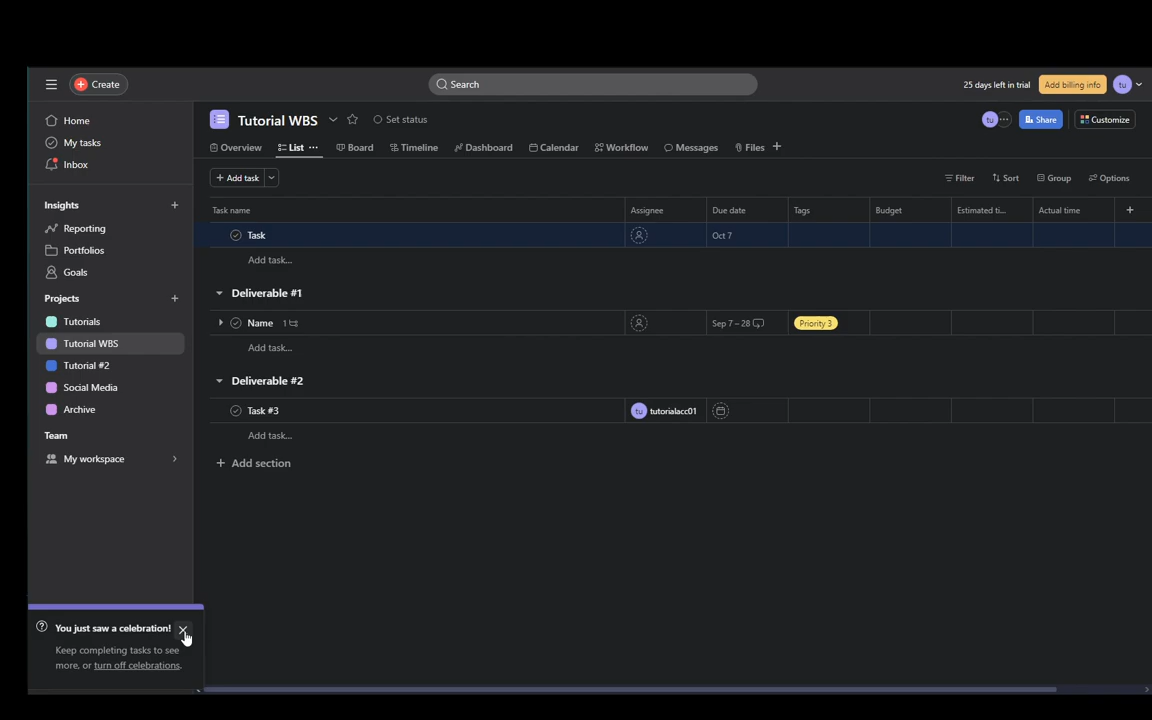 Create
Search
25 days left in trial
Add billing info
tu
Home
My tasks
Inbox
Insights
Reporting
Portfolios
Goals
Projects
Tutorials
Tutorial WBS
Tutorial #2
Social Media
Archive
Team
My workspace
You just saw a celebration!
Keep completing tasks to see
more, or turn off celebrations.
Tutorial WBS
Set status
tu
Share
Customize
Overview
List
Board
Timeline
Dashboard
Calendar
Workflow
Messages
Files
Add task
Filter
Sort
Group
Options
Task name
Assignee
Due date
Tags
Budget
Estimated ti...
Actual time
Task
Oct 7
Add task...
Deliverable #1
Name 1
Sep 7 – 28
Priority 3
Add task...
Deliverable #2
Task #3
tu tutorialacc01
Add task...
Add section